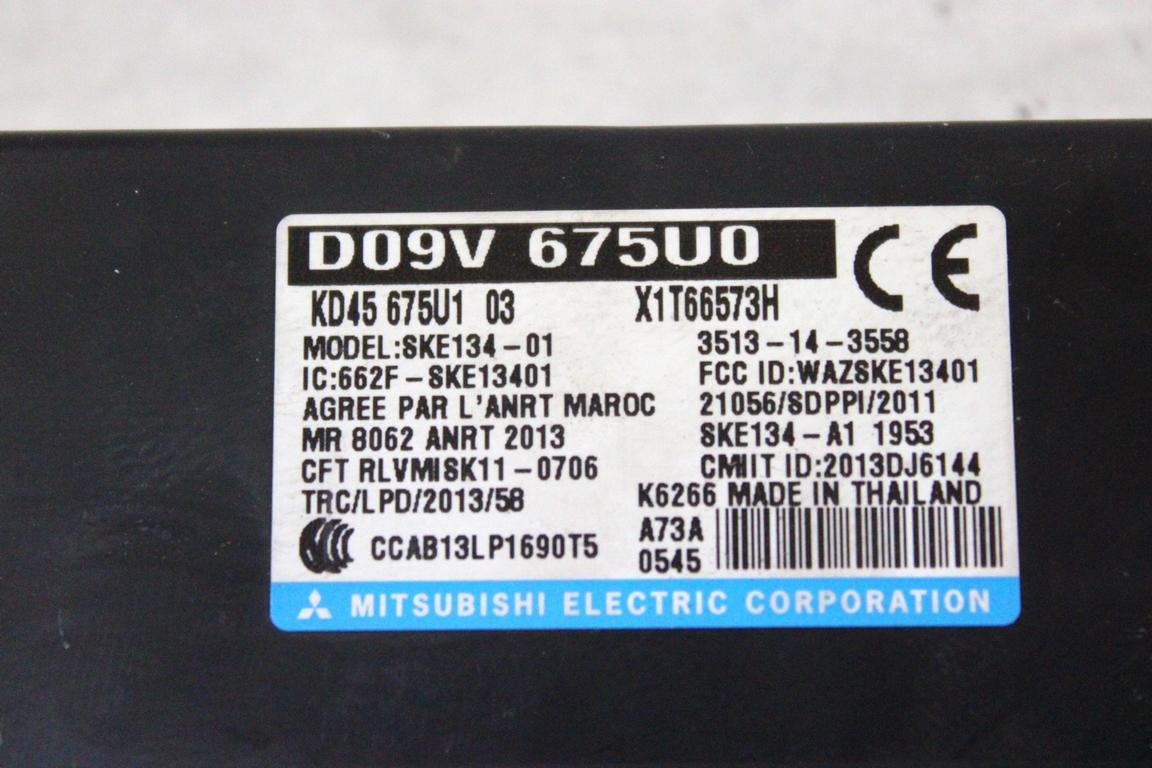 D09V 675U0
KD45 675U1 03 X1T66573H
MODEL:SKE134-01 3513-14-3558
IC:662F-SKE13401 FCC ID:WAZSKE13401
AGREE PAR L'ANRT MAROC 21056/SDPPI/2011
MR 8062 ANRT 2013 SKE134-A1 1953
CFT RLVMISK11-0706 CMIIT ID:2013DJ6144
TRC/LPD/2013/58 K6266 MADE IN THAILAND
CCAB13LP1690T5 A73A
0545
MITSUBISHI ELECTRIC CORPORATION